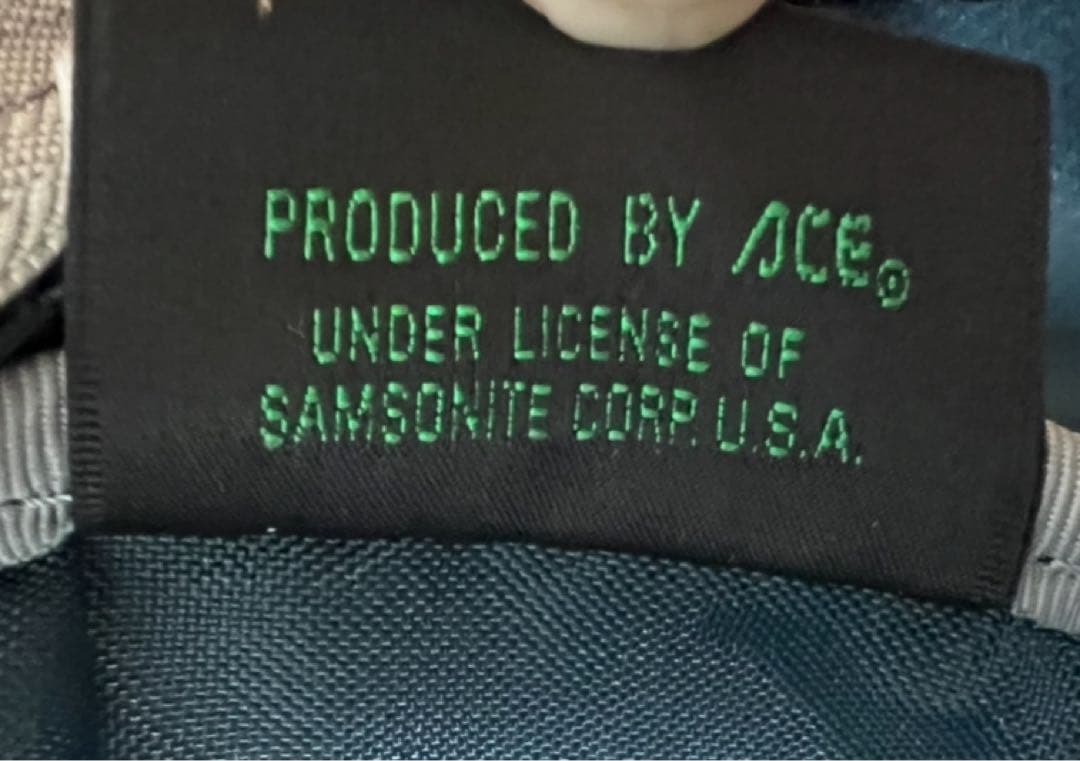 PRODUCED BY ACE®
UNDER LICENSE OF
SAMSONITE CORP. U.S.A.